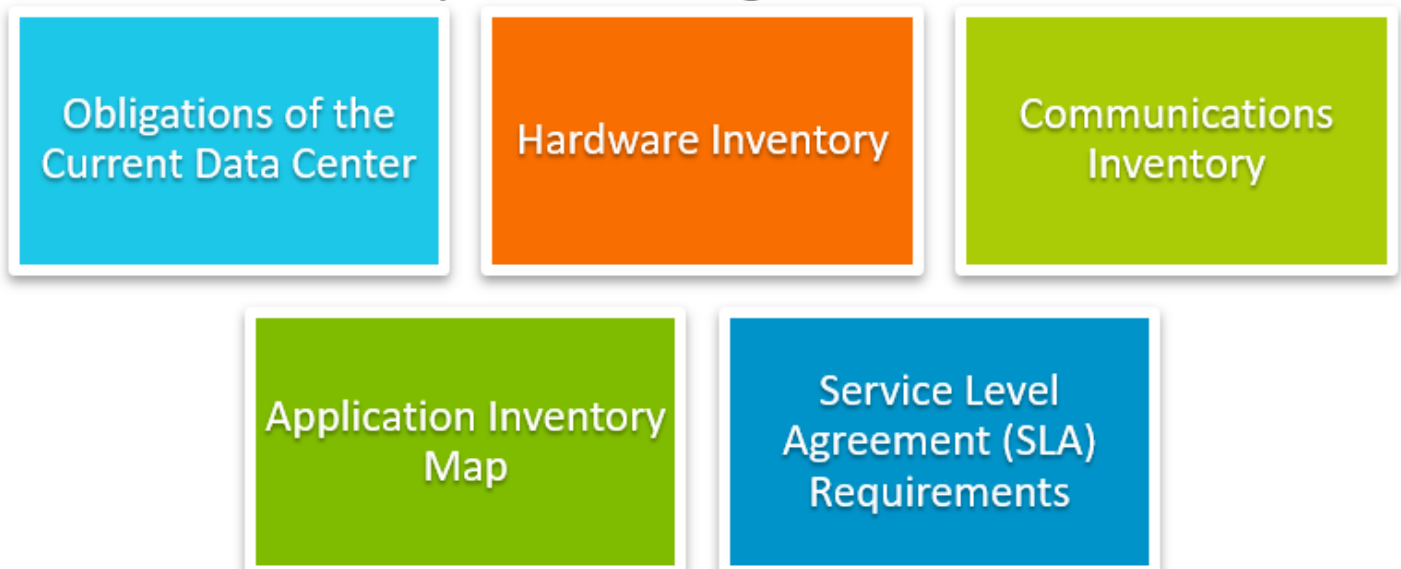 Obligations of the
Current Data Center
Hardware Inventory
Communications
Inventory
Application Inventory
Map
Service Level
Agreement (SLA)
Requirements